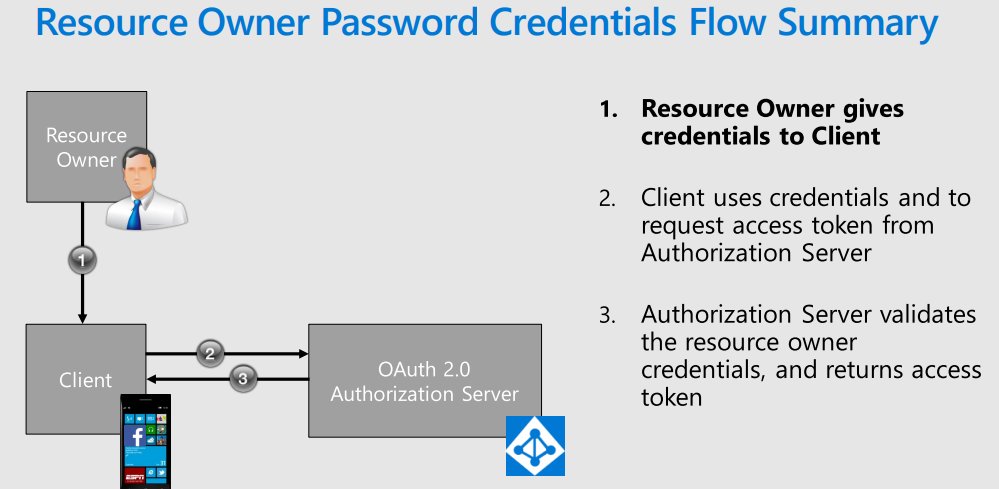 Resource Owner Password Credentials Flow Summary
Resource
Owner
1
Client
2
3
OAuth 2.0
Authorization Server
ESPN
1. Resource Owner gives
credentials to Client
2. Client uses credentials and to
request access token from
Authorization Server
3. Authorization Server validates
the resource owner
credentials, and returns access
token